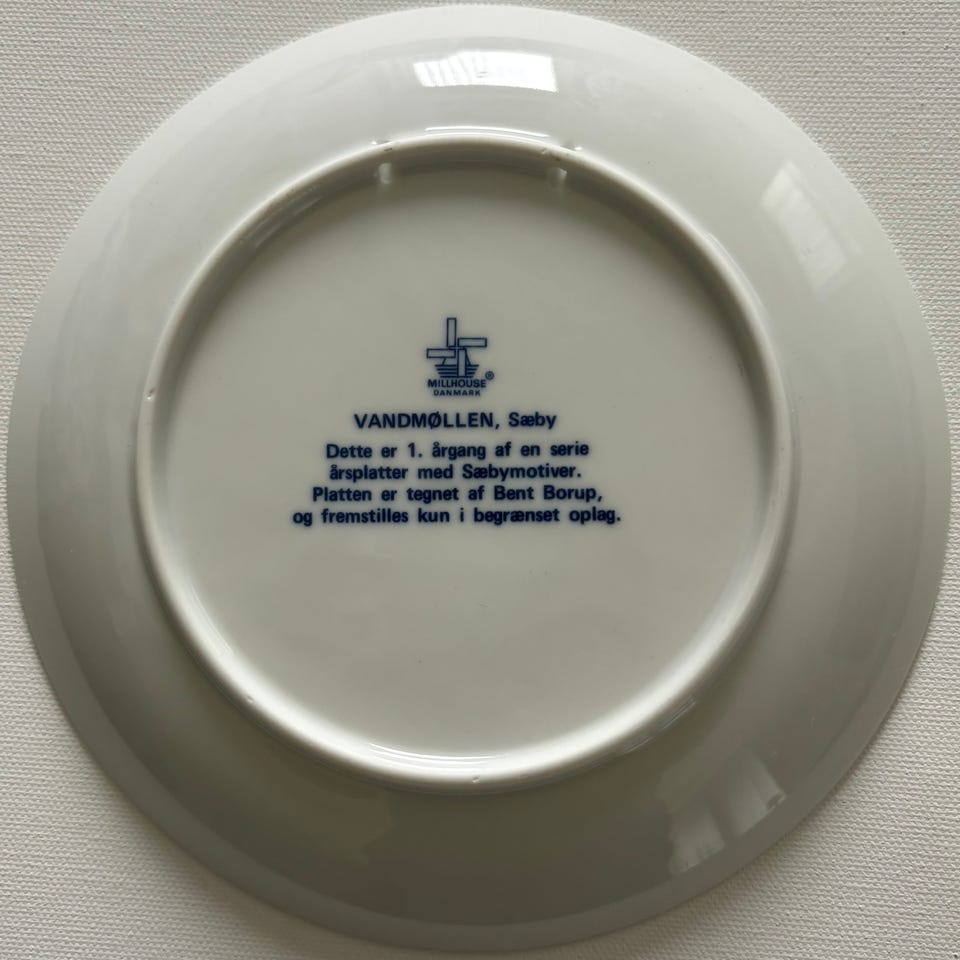 MILLHOUSE®
DANMARK
VANDMØLLEN, Sæby
Dette er 1. årgang af en serie
årsplatter med Sæbymotiver.
Platten er tegnet af Bent Borup,
og fremstilles kun i begrænset oplag.